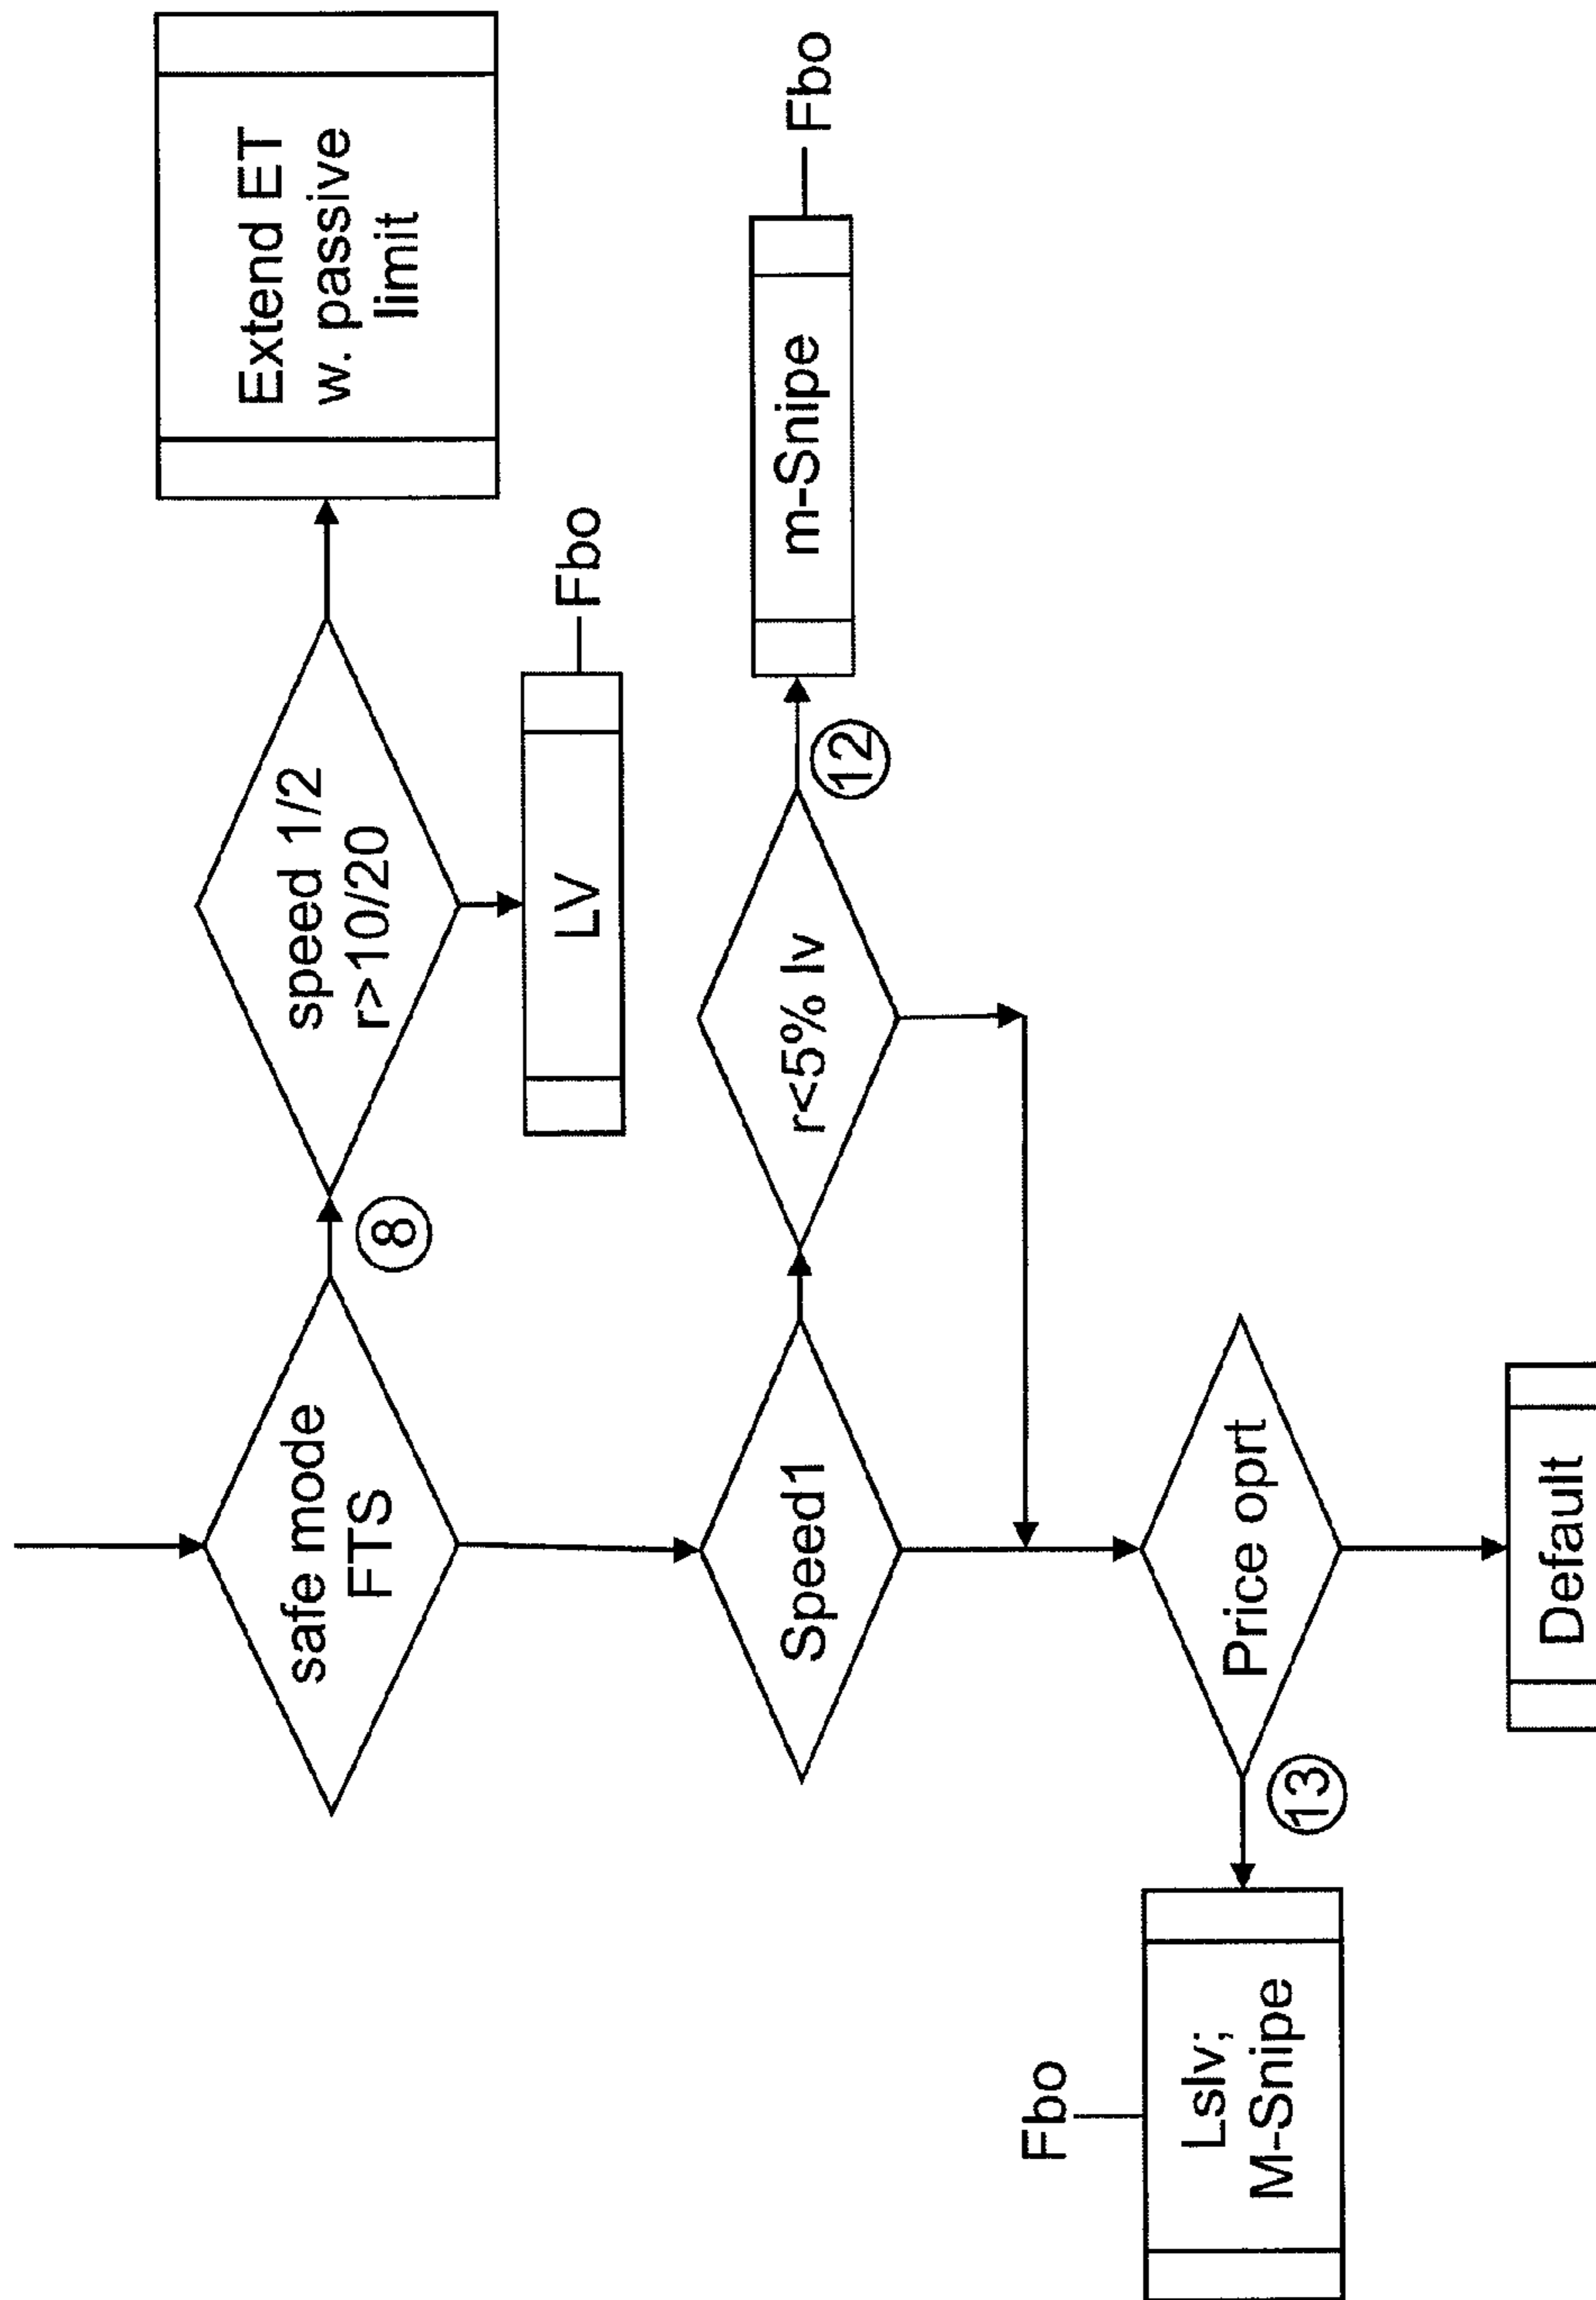 safe mode
FTS
8
speed 1/2
r>10/20
Extend ET
w. passive
limit
LV
Fbo
Speed1
r<5% lv
12
m-Snipe
Fbo
Fbo
Lslv;
M-Snipe
13
Price oprt
Default